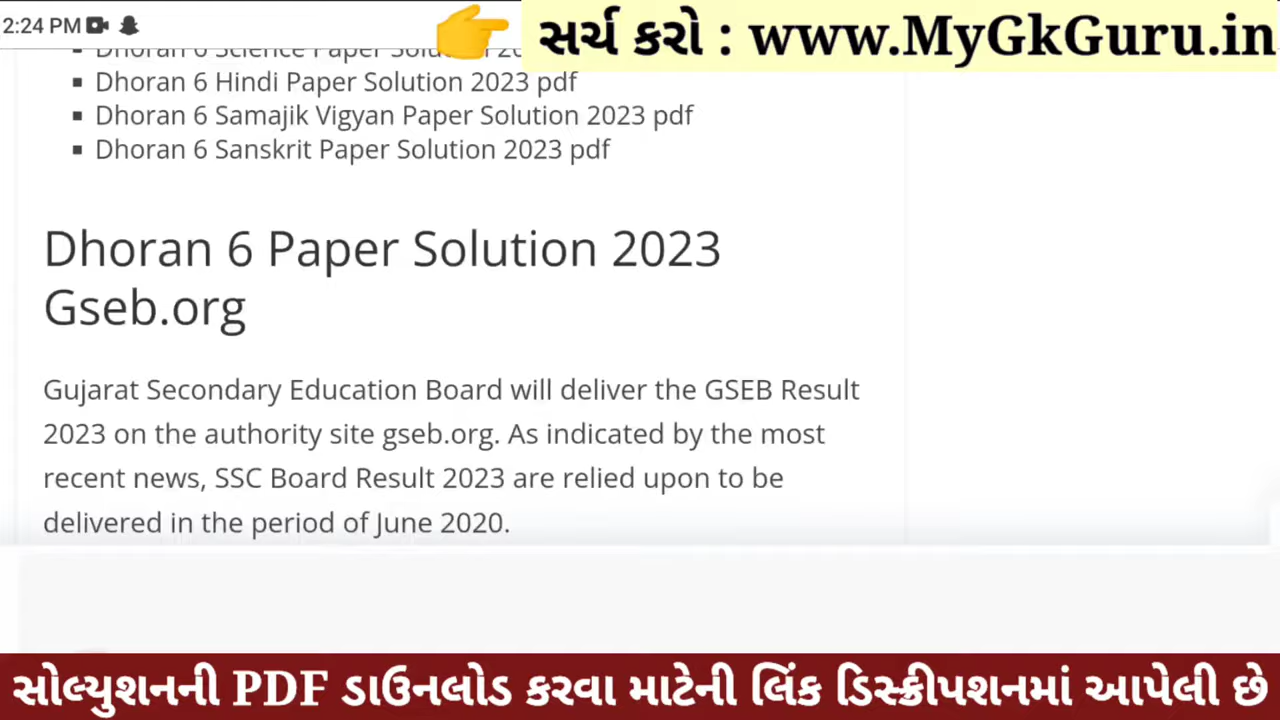 2:24 PM
સર્ચ કરો : www.MyGkGuru.in
Dhoran 6 Science Paper
Dhoran 6 Hindi Paper Solution 2023 pdf
Dhoran 6 Samajik Vigyan Paper Solution 2023 pdf
Dhoran 6 Sanskrit Paper Solution 2023 pdf
Dhoran 6 Paper Solution 2023
Gseb.org
Gujarat Secondary Education Board will deliver the GSEB Result
2023 on the authority site gseb.org. As indicated by the most
recent news, SSC Board Result 2023 are relied upon to be
delivered in the period of June 2020.
સોલ્યુશનની PDF ડાઉનલોડ કરવા માટેની લિંક ડિસ્ક્રીપશનમાં આપેલી છે